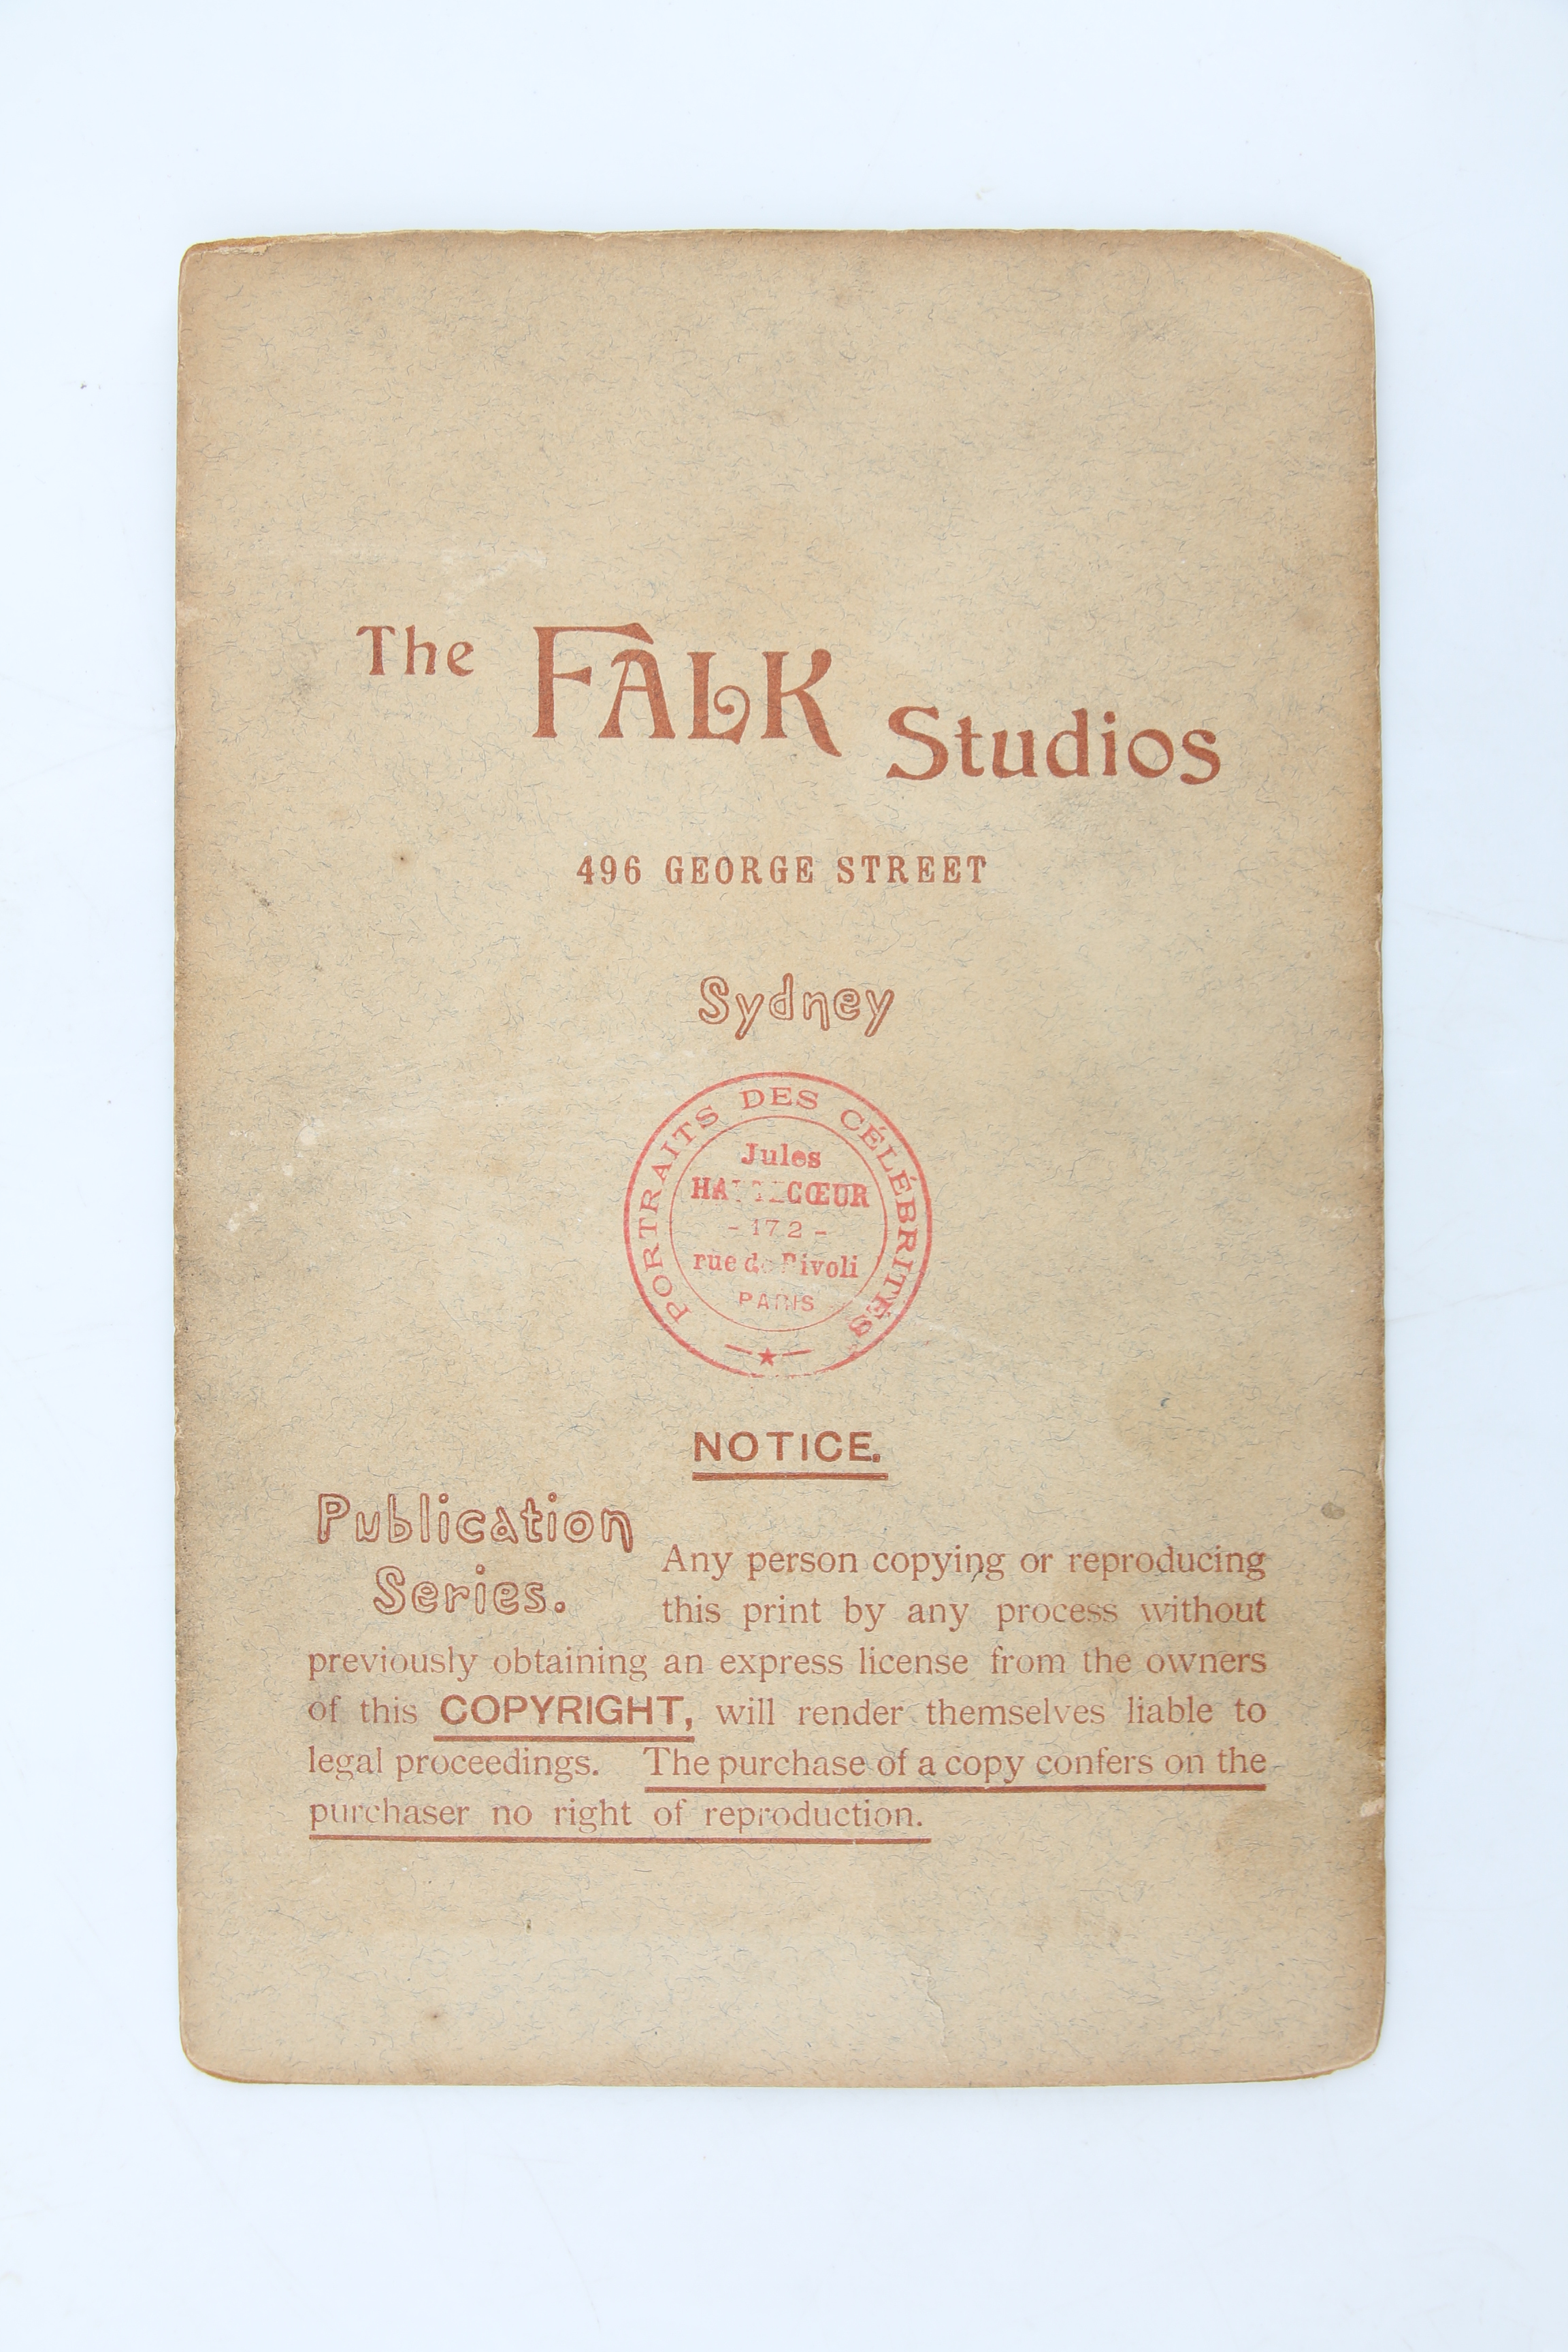 The FALK Studios
496 GEORGE STREET
Sydney
PORTRAITS DES CÉLÉBRITÉS
Jules
- 172 -
rue de Rivoli
PARIS
NOTICE.
Publication
Series.
Any person copying or reproducing
this print by any process without
previously obtaining an express license from the owners
of this COPYRIGHT, will render themselves liable to
legal proceedings. The purchase of a copy confers on the
purchaser no right of reproduction.